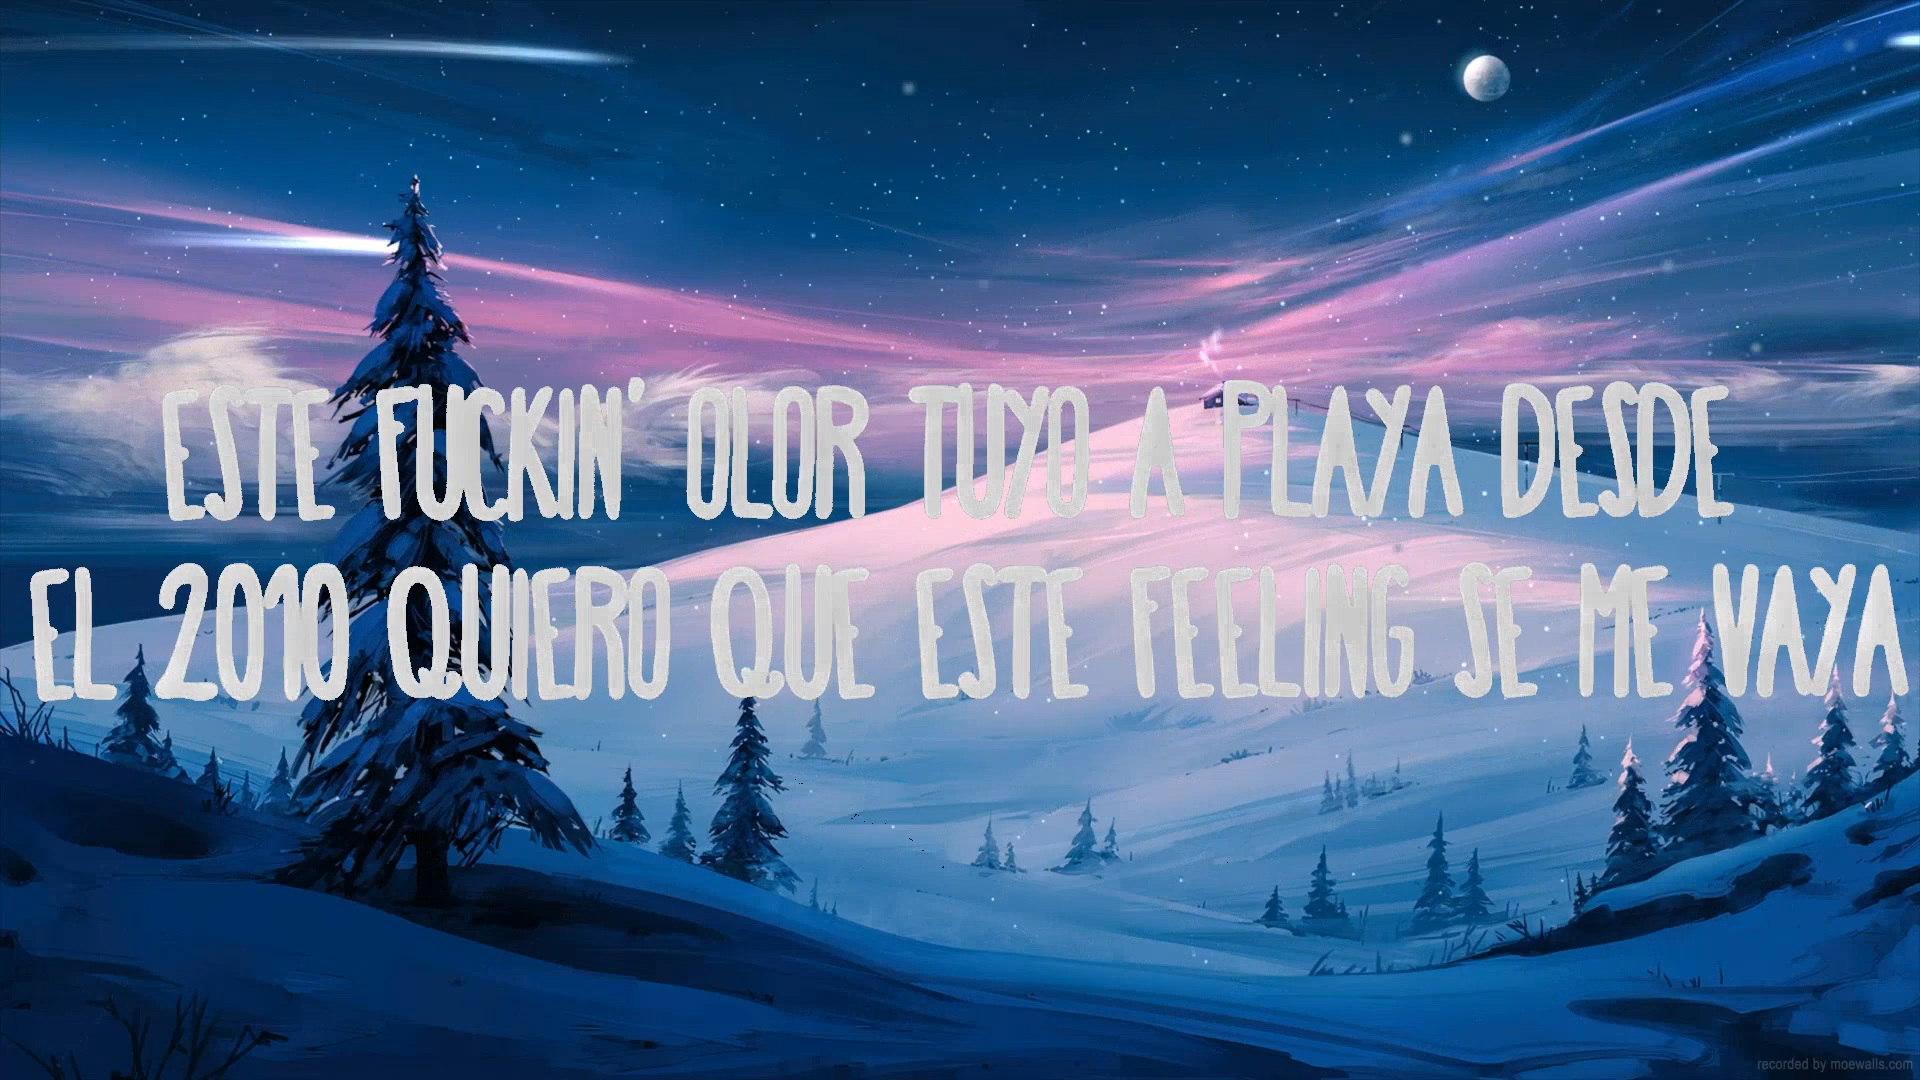 ESTE FUCKIN' OLOR TUYO A PLAYA DESDE
EL 2010 QUIERO QUE ESTE FEELING SE ME VAYA
recorded by moewalls.com